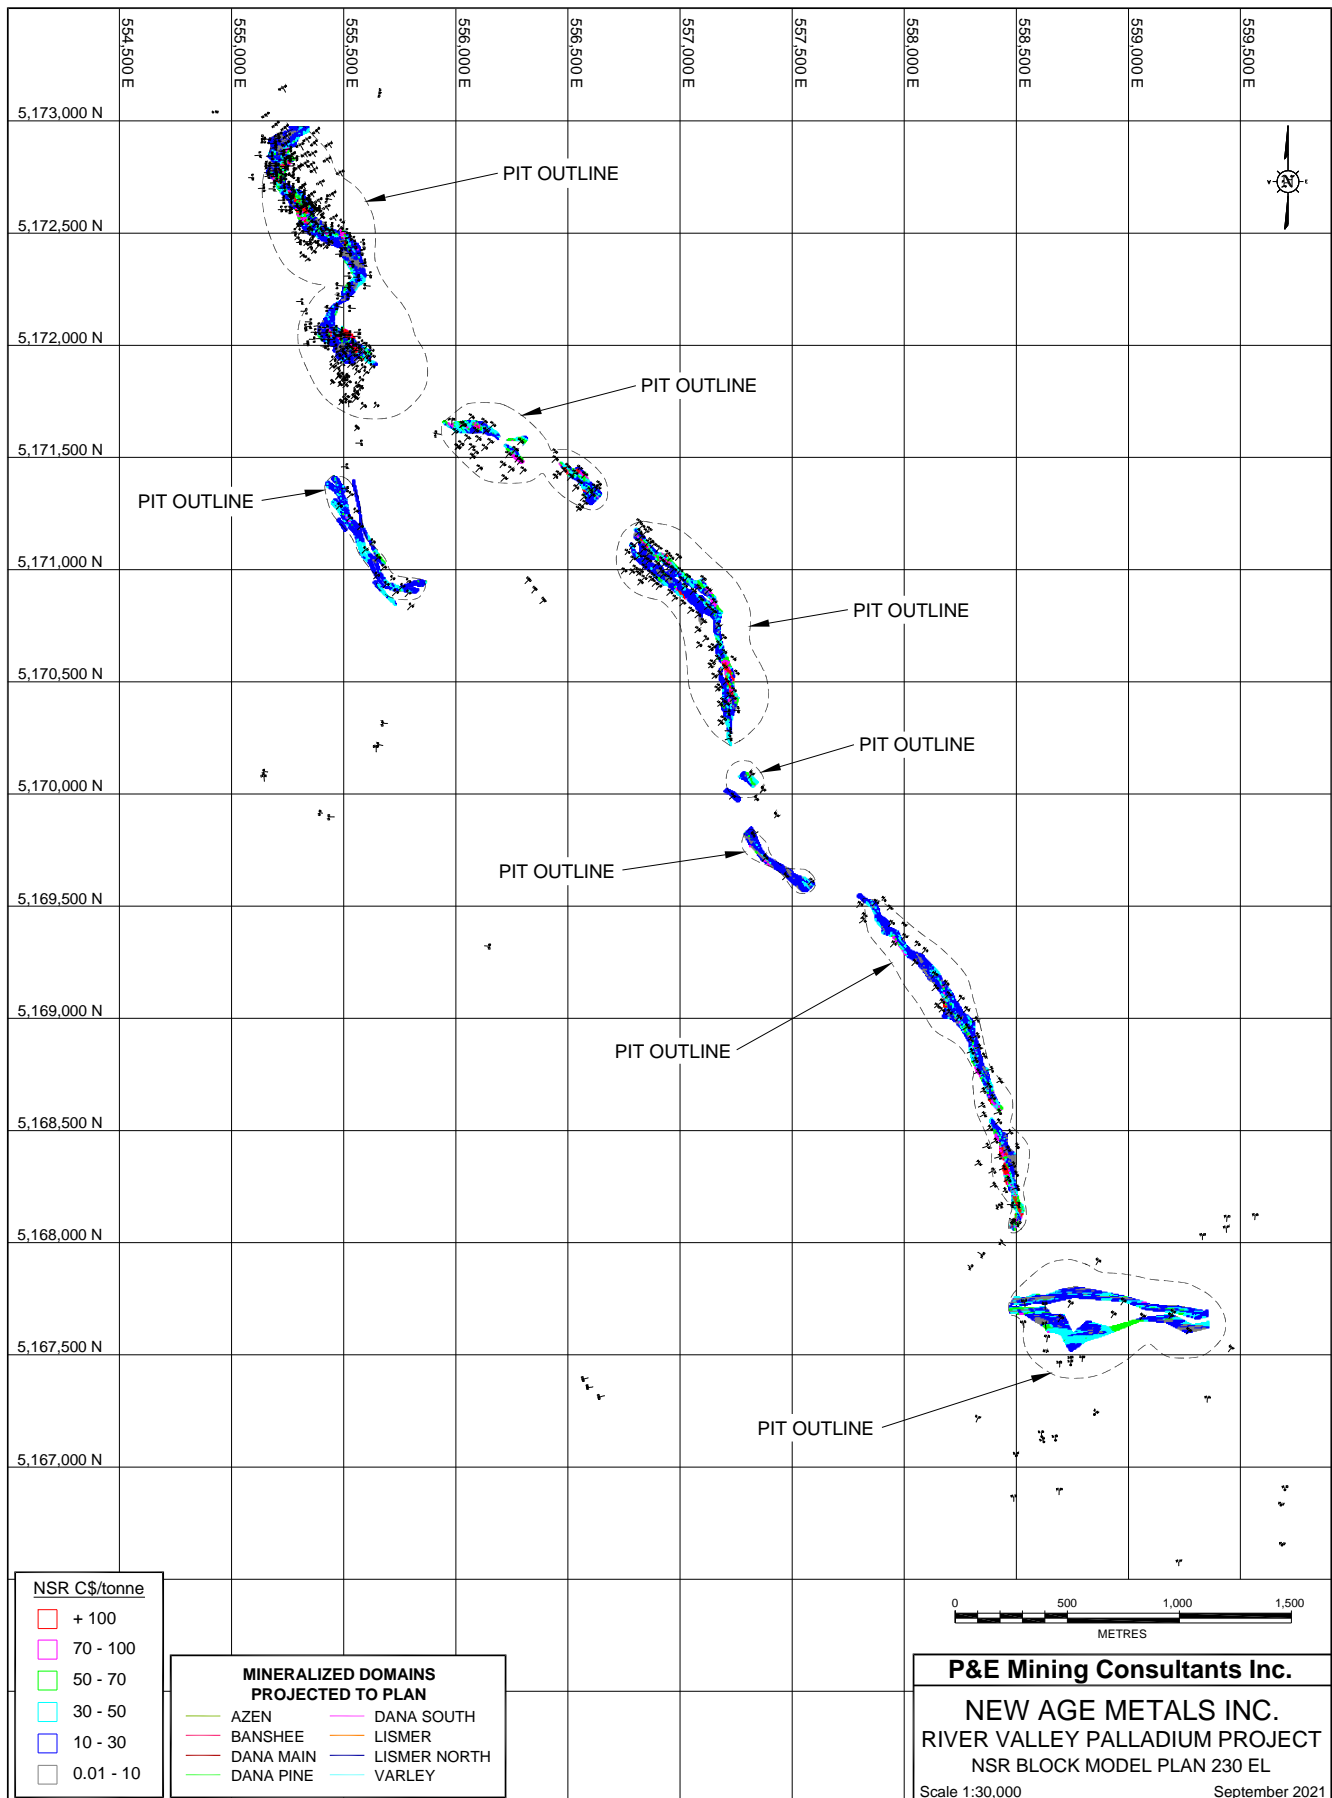 554,500 E
555,000 E
555,500 E
556,000 E
556,500 E
557,000 E
557,500 E
558,000 E
558,500 E
559,000 E
559,500 E
5,173,000 N
PIT OUTLINE
N
E
5,172,500 N
5,172,000 N
PIT OUTLINE
5,171,500 N
PIT OUTLINE
5,171,000 N
PIT OUTLINE
5,170,500 N
PIT OUTLINE
5,170,000 N
PIT OUTLINE
5,169,500 N
5,169,000 N
PIT OUTLINE
5,168,500 N
5,168,000 N
5,167,500 N
PIT OUTLINE
5,167,000 N
NSR C$/tonne
+ 100
70 - 100
50 - 70
30 - 50
10 - 30
0.01 - 10
MINERALIZED DOMAINS
PROJECTED TO PLAN
AZEN
BANSHEE
DANA MAIN
DANA PINE
DANA SOUTH
LISMER
LISMER NORTH
VARLEY
0 500 1,000 1,500
METRES
P&E Mining Consultants Inc.
NEW AGE METALS INC.
RIVER VALLEY PALLADIUM PROJECT
NSR BLOCK MODEL PLAN 230 EL
Scale 1:30,000 September 2021